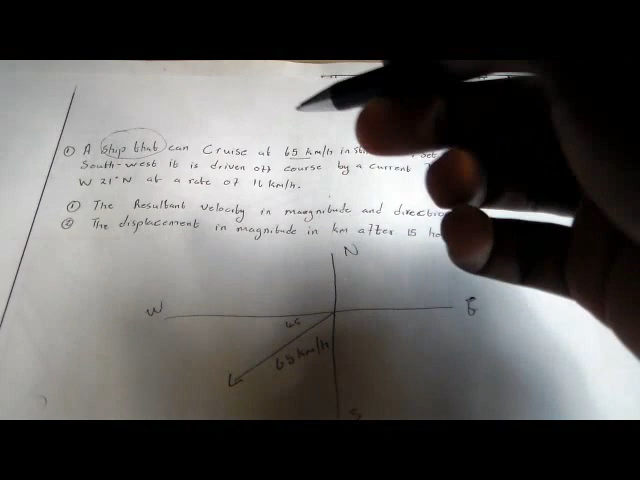 ① A ship that can Cruise at 65 km/h in
South-west it is driven off course by a current
W 21°N at a rate of 16 km/h.
① The Resultant velocity in magnitude and
② The displacement in magnitude in km after 15
N
W
E
45
65 km/h
S